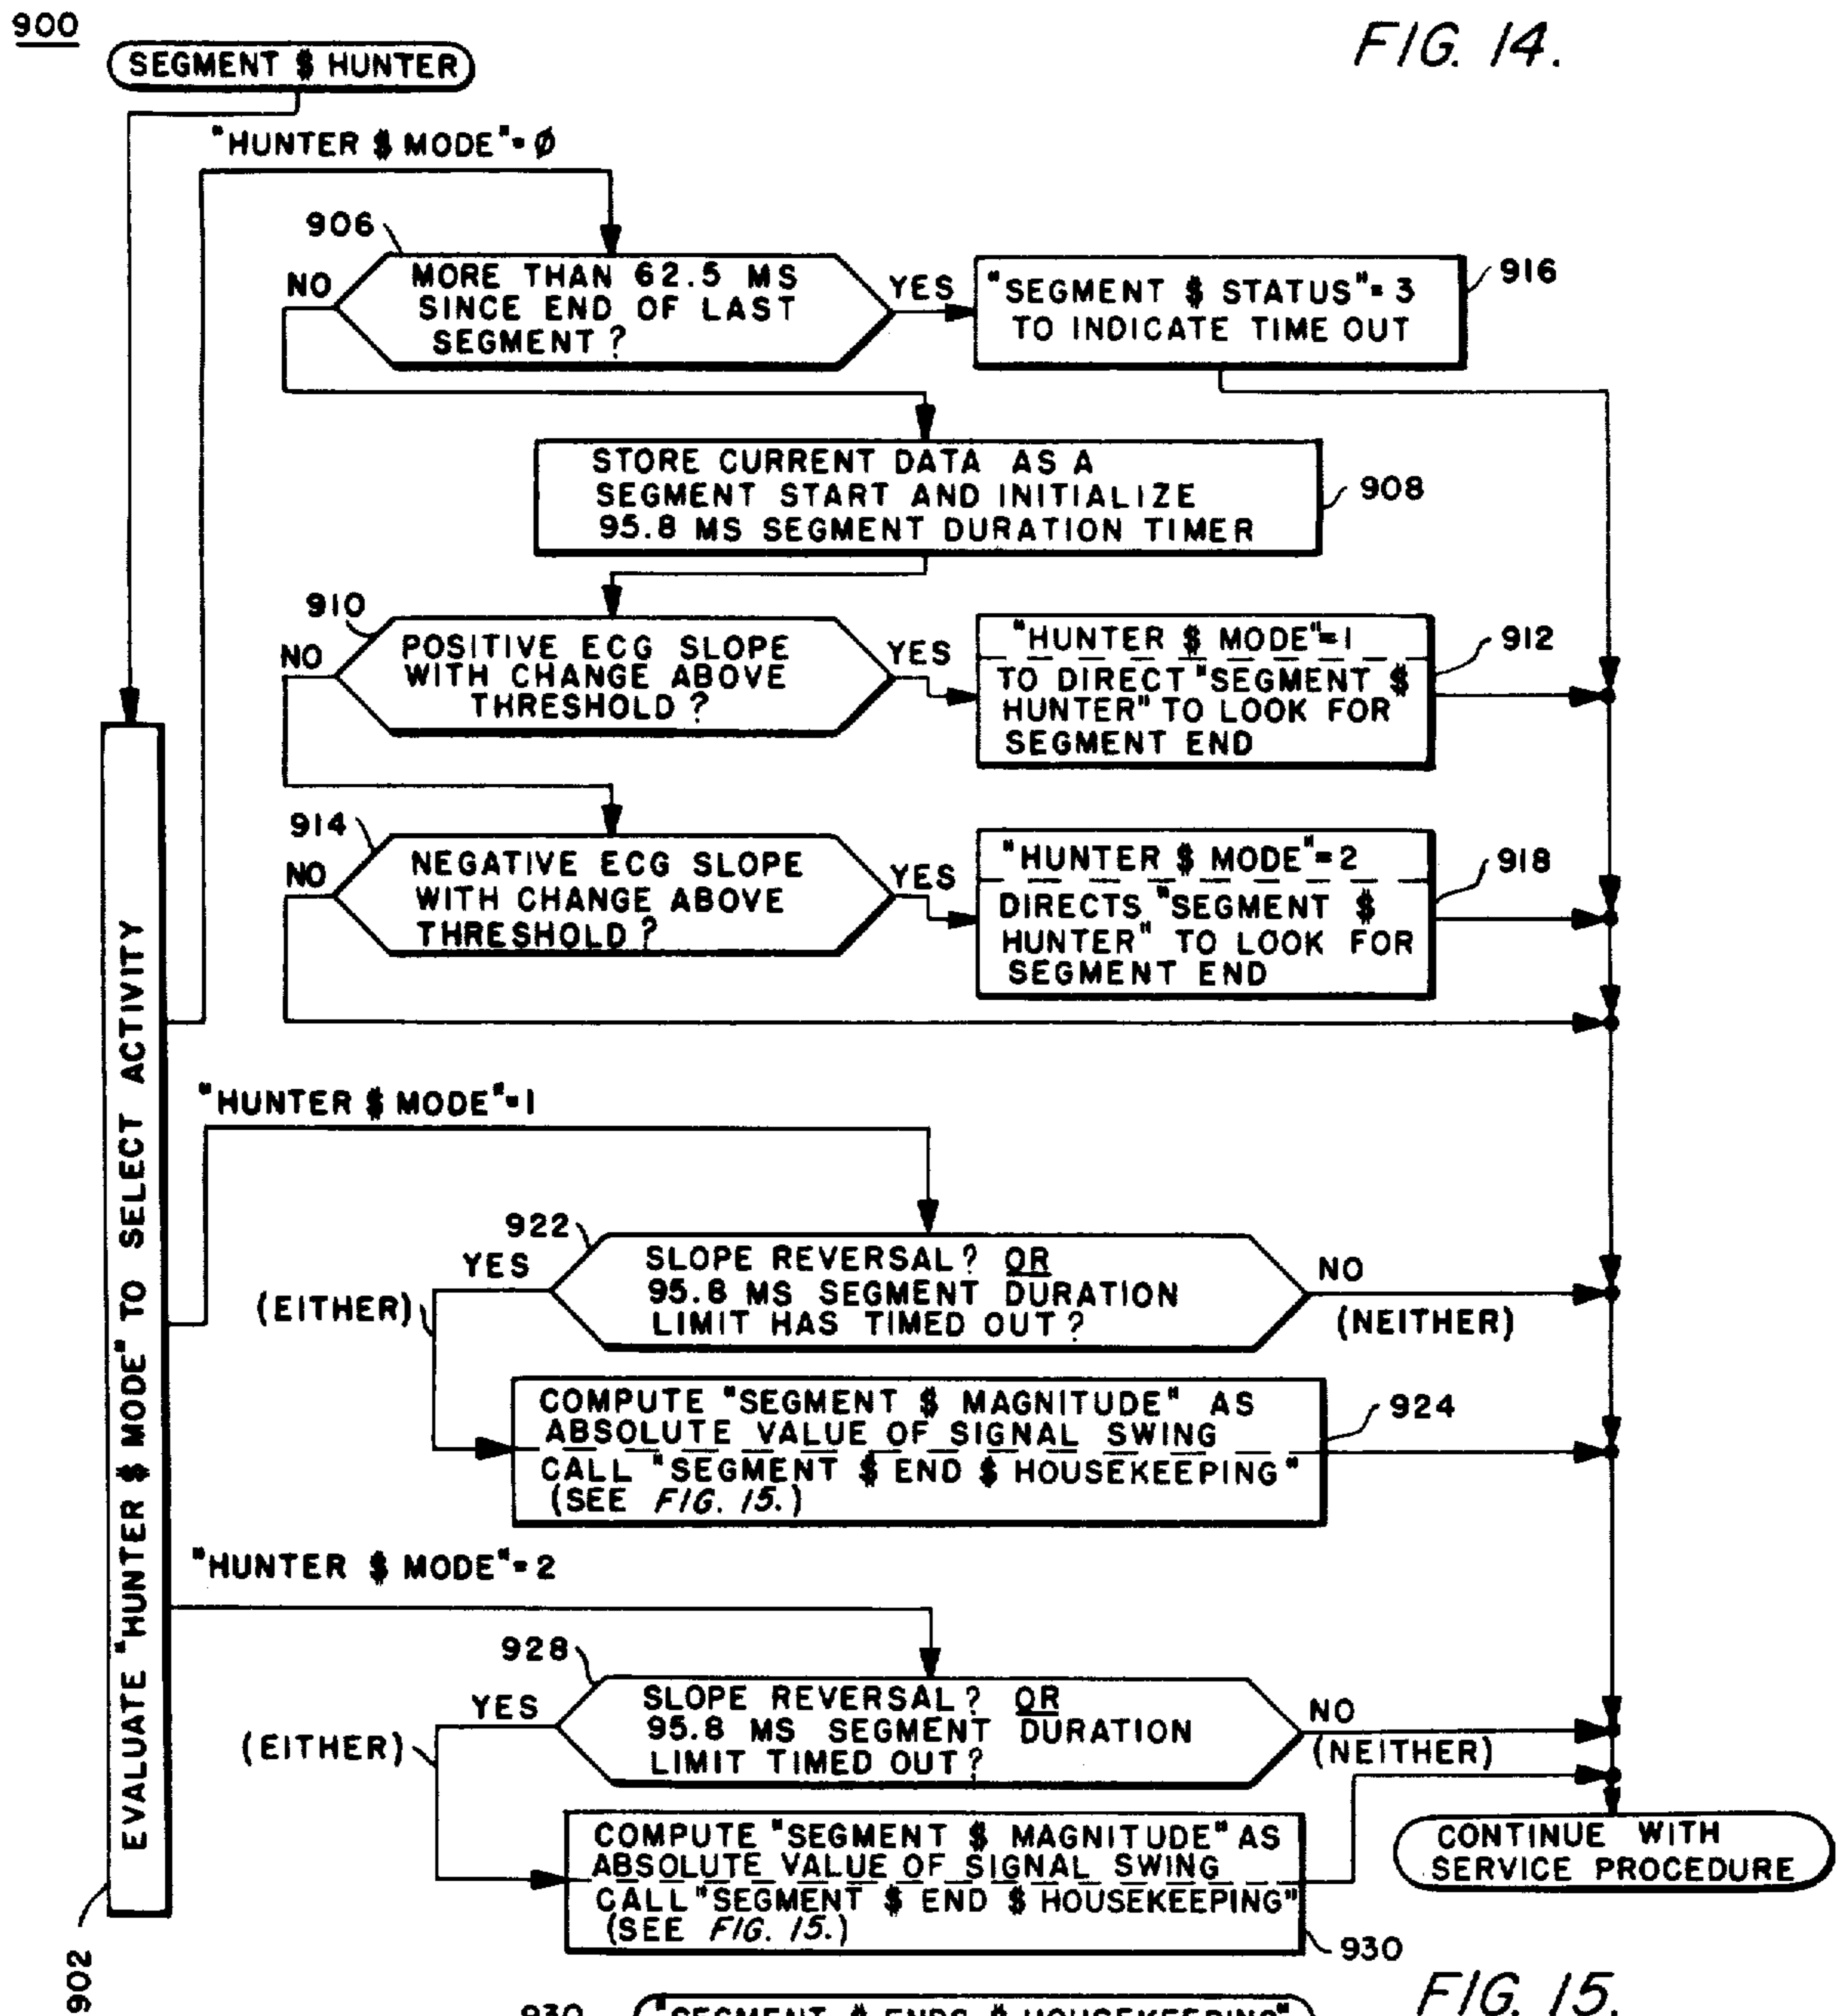 900
FIG. 14.
SEGMENT $ HUNTER
"HUNTER $ MODE"=Ø
906
NO
MORE THAN 62.5 MS
SINCE END OF LAST
SEGMENT?
YES
"SEGMENT $ STATUS"=3
TO INDICATE TIME OUT
916
STORE CURRENT DATA AS A
SEGMENT START AND INITIALIZE
95.8 MS SEGMENT DURATION TIMER
908
910
NO
POSITIVE ECG SLOPE
WITH CHANGE ABOVE
THRESHOLD?
YES
"HUNTER $ MODE"=1
TO DIRECT "SEGMENT $
HUNTER" TO LOOK FOR
SEGMENT END
912
914
NO
NEGATIVE ECG SLOPE
WITH CHANGE ABOVE
THRESHOLD?
YES
"HUNTER $ MODE"=2
DIRECTS "SEGMENT $
HUNTER" TO LOOK FOR
SEGMENT END
918
EVALUATE "HUNTER $ MODE" TO SELECT ACTIVITY
902
"HUNTER $ MODE"=1
922
YES
(EITHER)
SLOPE REVERSAL? OR
95.8 MS SEGMENT DURATION
LIMIT HAS TIMED OUT?
NO
(NEITHER)
COMPUTE "SEGMENT $ MAGNITUDE" AS
ABSOLUTE VALUE OF SIGNAL SWING
CALL "SEGMENT $ END $ HOUSEKEEPING"
(SEE FIG. 15.)
924
"HUNTER $ MODE"=2
928
YES
(EITHER)
SLOPE REVERSAL? OR
95.8 MS SEGMENT DURATION
LIMIT TIMED OUT?
NO
(NEITHER)
COMPUTE "SEGMENT $ MAGNITUDE" AS
ABSOLUTE VALUE OF SIGNAL SWING
CALL "SEGMENT $ END $ HOUSEKEEPING"
(SEE FIG. 15.)
930
CONTINUE WITH
SERVICE PROCEDURE
FIG. 15.
930
"SEGMENT $ ENDS $ HOUSEKEEPING"